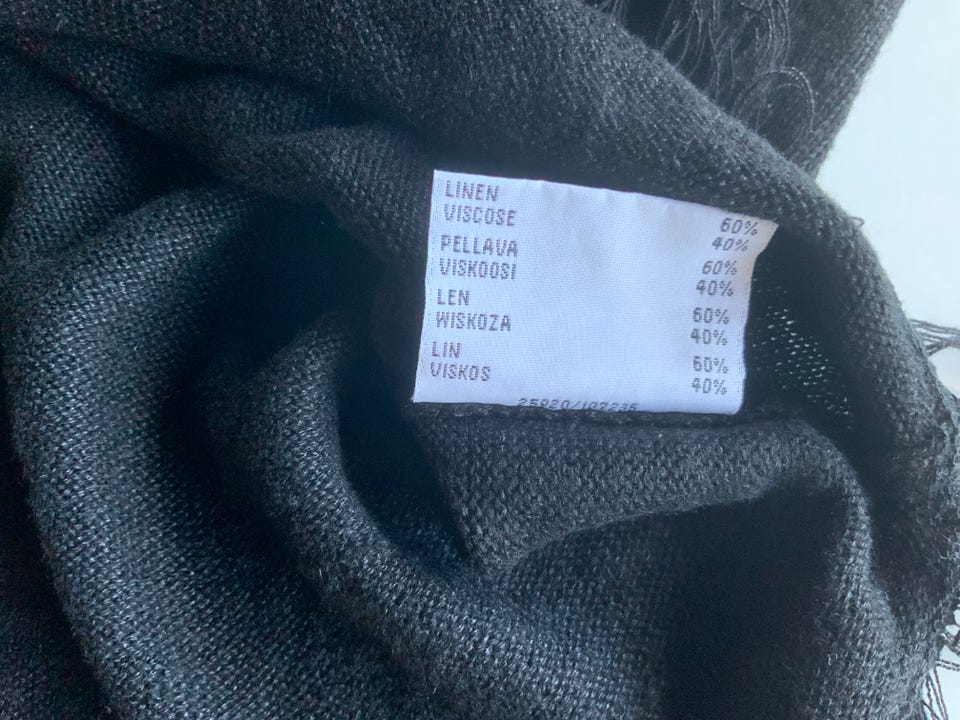 LINEN 60%
VISCOSE 40%
PELLAVA 60%
VISKOOSI 40%
LEN 60%
WISKOZA 40%
LIN 60%
VISKOS 40%